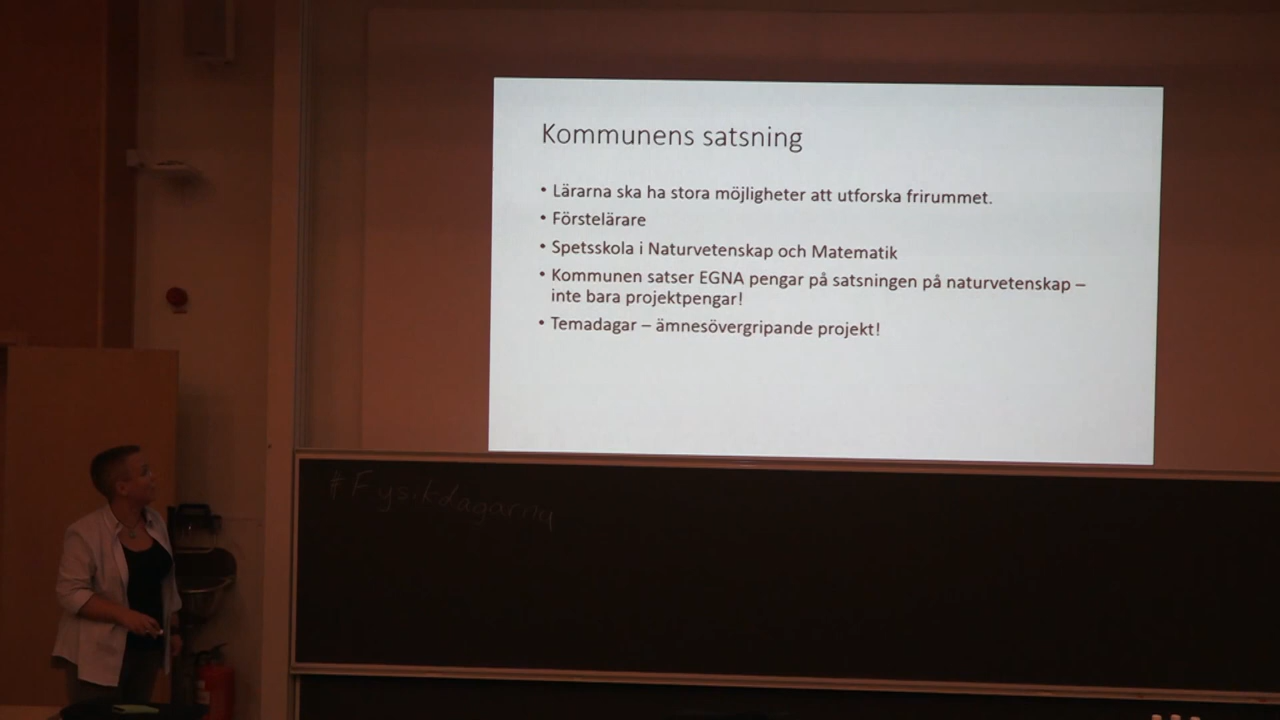 Kommunens satsning
• Lärarna ska ha stora möjligheter att utforska frirummet.
• Förstelärare
• Spetsskola i Naturvetenskap och Matematik
• Kommunen satser EGNA pengar på satsningen på naturvetenskap –
inte bara projektpengar!
• Temadagar – ämnesövergripande projekt!
#Fysikdagarna